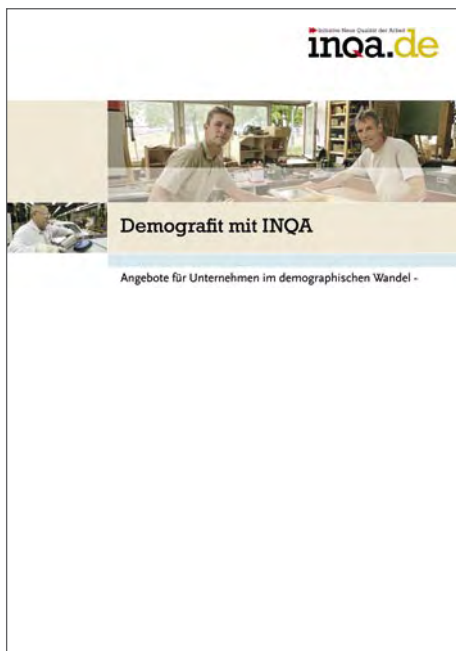 Initiative Neue Qualität der Arbeit
inqa.de
Demografit mit INQA
Angebote für Unternehmen im demographischen Wandel -